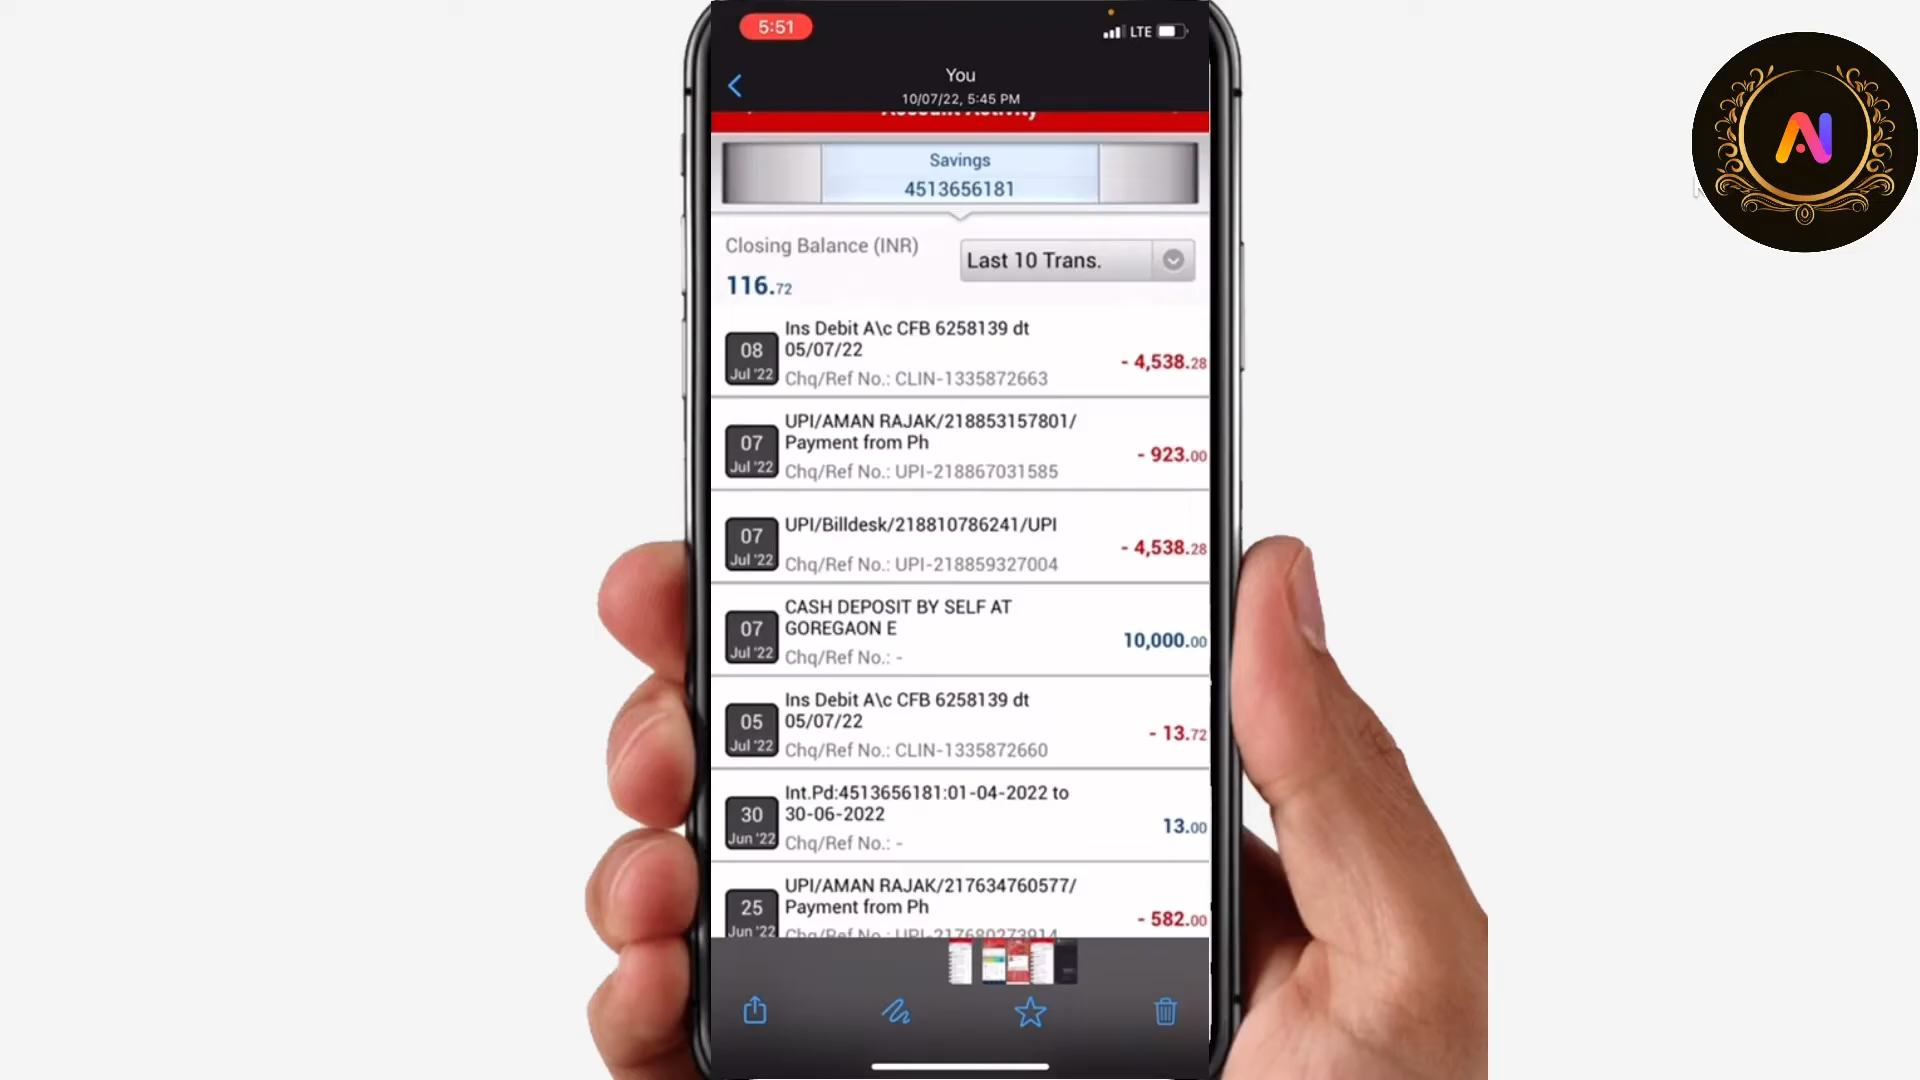 5:51
LTE
You
10/07/22, 5:45 PM
Account Activity
Savings
4513656181
Closing Balance (INR)
Last 10 Trans.
116.72
Ins Debit A\c CFB 6258139 dt
05/07/22
08
Jul '22
- 4,538.28
Chq/Ref No.: CLIN-1335872663
UPI/AMAN RAJAK/218853157801/
Payment from Ph
07
Jul '22
- 923.00
Chq/Ref No.: UPI-218867031585
UPI/Billdesk/218810786241/UPI
07
Jul '22
- 4,538.28
Chq/Ref No.: UPI-218859327004
CASH DEPOSIT BY SELF AT
GOREGAON E
07
Jul '22
10,000.00
Chq/Ref No.: -
Ins Debit A\c CFB 6258139 dt
05/07/22
05
Jul '22
- 13.72
Chq/Ref No.: CLIN-1335872660
Int.Pd:4513656181:01-04-2022 to
30-06-2022
30
Jun '22
13.00
Chq/Ref No.: -
UPI/AMAN RAJAK/217634760577/
Payment from Ph
25
Jun '22
- 582.00
Chq/Ref No.: UPI-217680273914